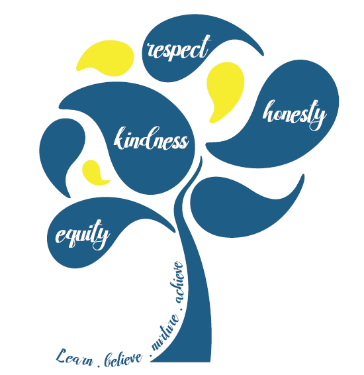 respect
honesty
kindness
equity
Learn . believe . nurture . achieve